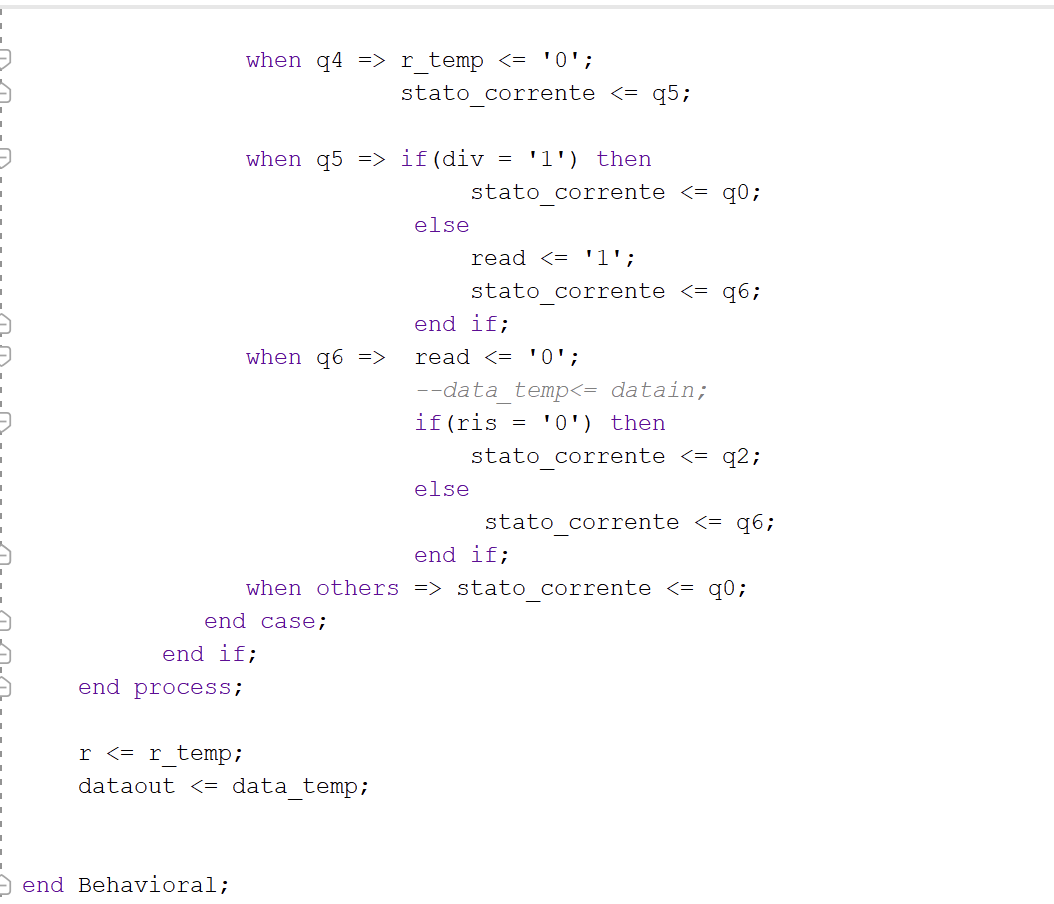 when q4 => r_temp <= '0';
stato_corrente <= q5;
when q5 => if(div = '1') then
stato_corrente <= q0;
else
read <= '1';
stato_corrente <= q6;
end if;
when q6 =>  read <= '0';
--data_temp<= datain;
if(ris = '0') then
stato_corrente <= q2;
else
stato_corrente <= q6;
end if;
when others => stato_corrente <= q0;
end case;
end if;
end process;
r <= r_temp;
dataout <= data_temp;
end Behavioral;